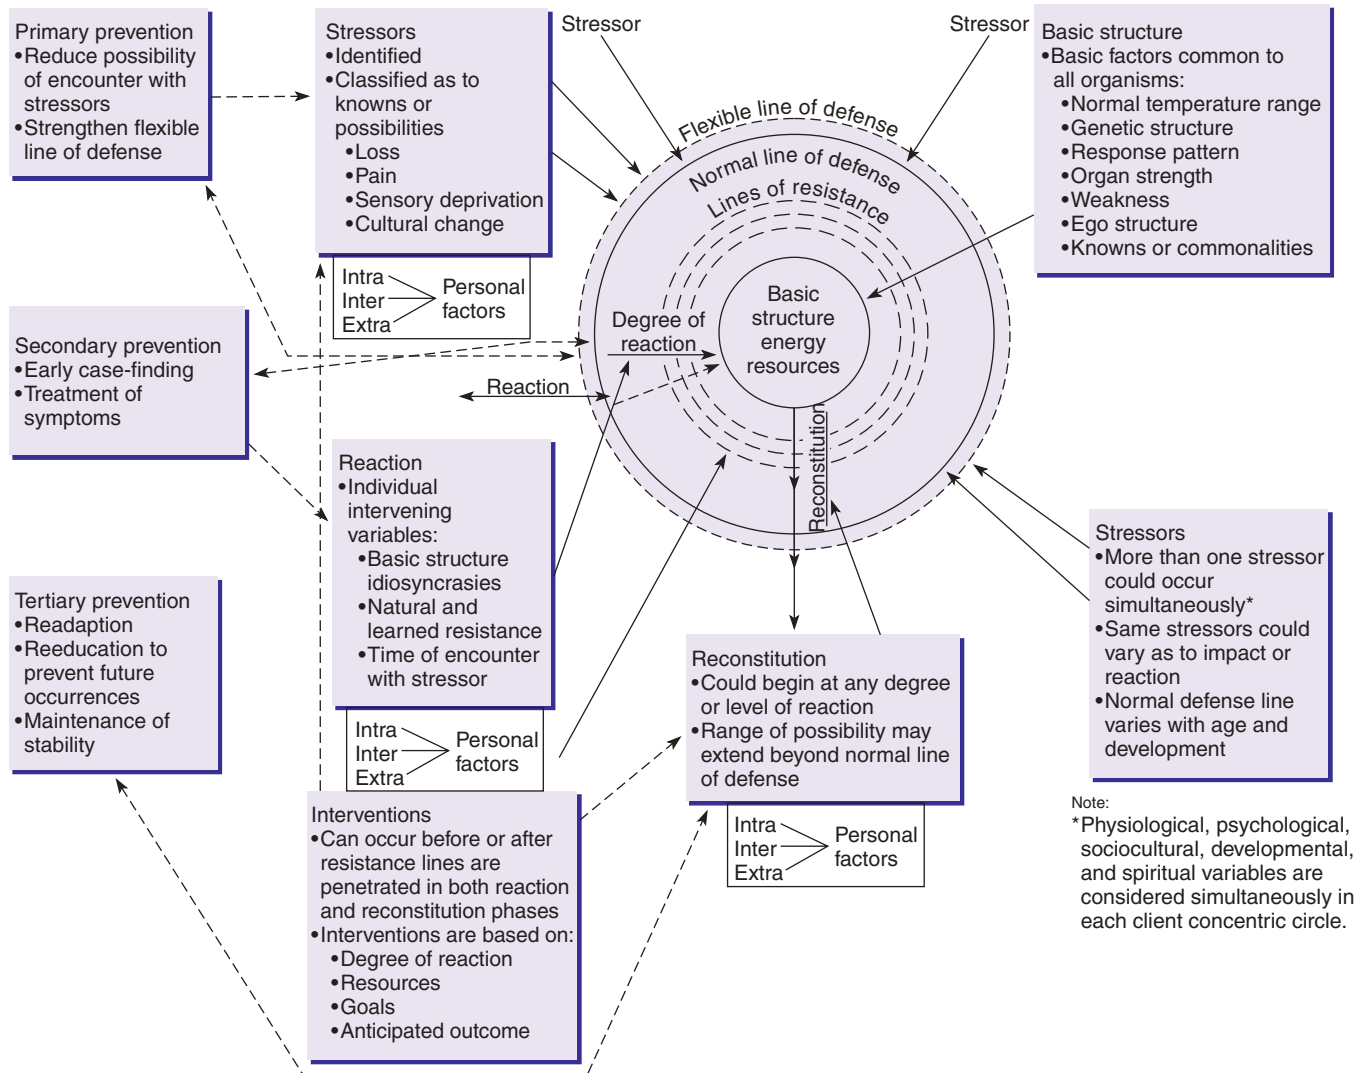 Primary prevention
•Reduce possibility
of encounter with
stressors
•Strengthen flexible
line of defense
Stressors
•Identified
•Classified as to
knowns or
possibilities
•Loss
•Pain
•Sensory deprivation
•Cultural change
Intra
Inter
Extra
Personal
factors
Stressor
Stressor
Basic structure
•Basic factors common to
all organisms:
•Normal temperature range
•Genetic structure
•Response pattern
•Organ strength
•Weakness
•Ego structure
•Knowns or commonalities
Flexible line of defense
Normal line of defense
Lines of resistance
Basic
structure
energy
resources
Degree of
reaction
Reaction
Reconstitution
Secondary prevention
•Early case-finding
•Treatment of
symptoms
Reaction
•Individual
intervening
variables:
•Basic structure
idiosyncrasies
•Natural and
learned resistance
•Time of encounter
with stressor
Intra
Inter
Extra
Personal
factors
Stressors
•More than one stressor
could occur
simultaneously*
•Same stressors could
vary as to impact or
reaction
•Normal defense line
varies with age and
development
Tertiary prevention
•Readaption
•Reeducation to
prevent future
occurrences
•Maintenance of
stability
Reconstitution
•Could begin at any degree
or level of reaction
•Range of possibility may
extend beyond normal line
of defense
Intra
Inter
Extra
Personal
factors
Interventions
•Can occur before or after
resistance lines are
penetrated in both reaction
and reconstitution phases
•Interventions are based on:
•Degree of reaction
•Resources
•Goals
•Anticipated outcome
Note:
*Physiological, psychological,
sociocultural, developmental,
and spiritual variables are
considered simultaneously in
each client concentric circle.